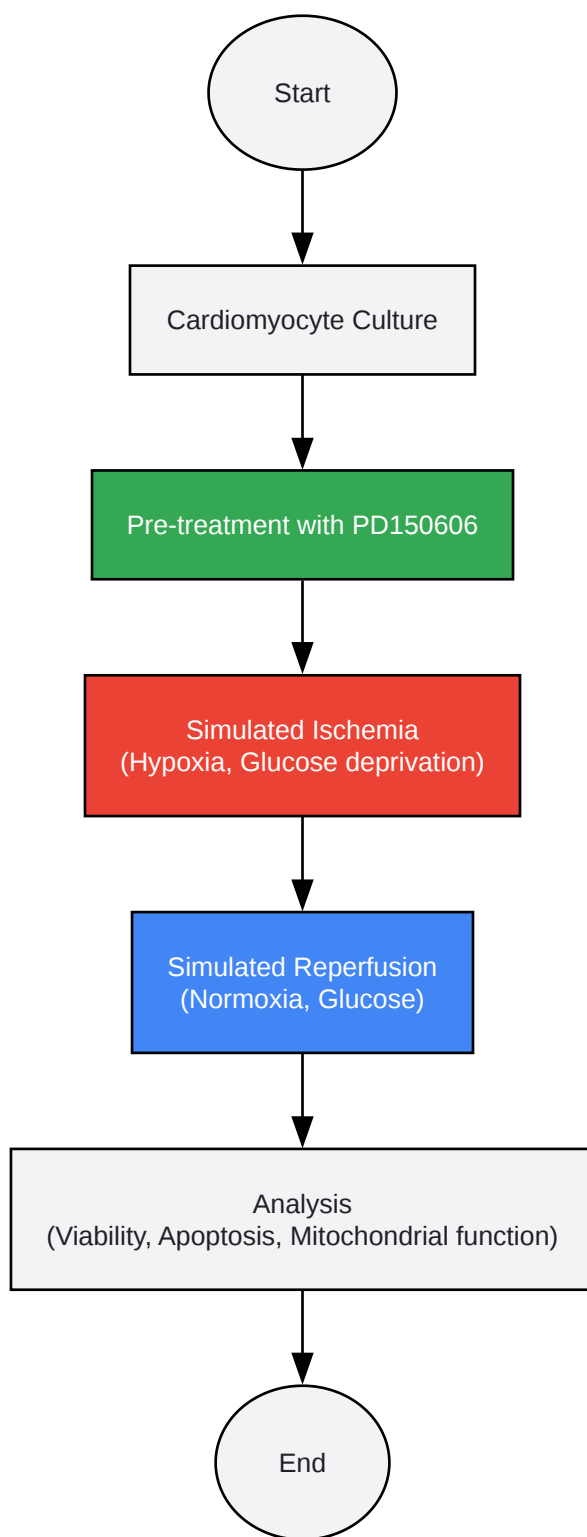 Start
Cardiomyocyte Culture
Pre-treatment with PD150606
Simulated Ischemia
(Hypoxia, Glucose deprivation)
Simulated Reperfusion
(Normoxia, Glucose)
Analysis
(Viability, Apoptosis, Mitochondrial function)
End